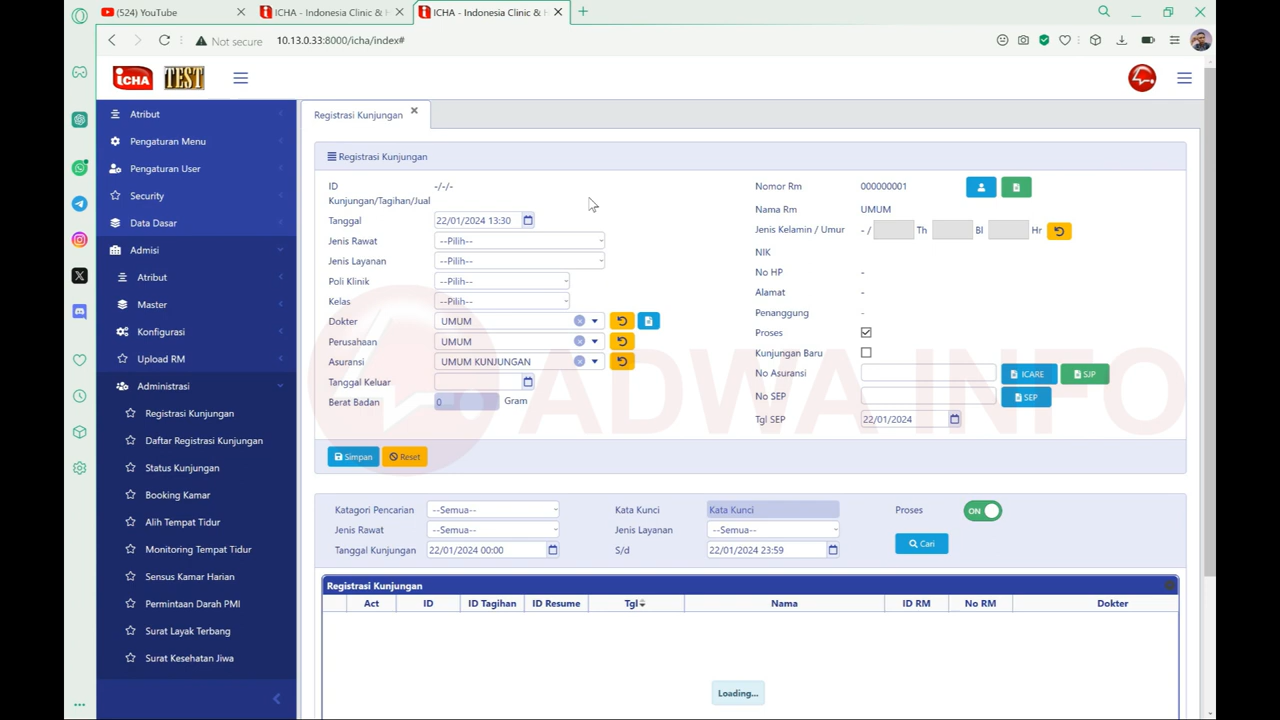 (524) YouTube
ICHA - Indonesia Clinic & H
ICHA - Indonesia Clinic & H
Not secure 10.13.0.33:8000/icha/index#
iCHA TEST
Atribut
Pengaturan Menu
Pengaturan User
Security
Data Dasar
Admisi
Atribut
Master
Konfigurasi
Upload RM
Administrasi
Registrasi Kunjungan
Daftar Registrasi Kunjungan
Status Kunjungan
Booking Kamar
Alih Tempat Tidur
Monitoring Tempat Tidur
Sensus Kamar Harian
Permintaan Darah PMI
Surat Layak Terbang
Surat Kesehatan Jiwa
Registrasi Kunjungan
Registrasi Kunjungan
ID Kunjungan/Tagihan/Jual -/-/-
Tanggal 22/01/2024 13:30
Jenis Rawat --Pilih--
Jenis Layanan --Pilih--
Poli Klinik --Pilih--
Kelas --Pilih--
Dokter UMUM
Perusahaan UMUM
Asuransi UMUM KUNJUNGAN
Tanggal Keluar
Berat Badan 0 Gram
Nomor Rm 000000001
Nama Rm UMUM
Jenis Kelamin / Umur - / Th Bl Hr
NIK
No HP -
Alamat -
Penanggung -
Proses
Kunjungan Baru
No Asuransi ICARE SJP
No SEP SEP
Tgl SEP 22/01/2024
ADWA INFO
Simpan Reset
Katagori Pencarian --Semua-- Kata Kunci Kata Kunci Proses ON
Jenis Rawat --Semua-- Jenis Layanan --Semua--
Tanggal Kunjungan 22/01/2024 00:00 S/d 22/01/2024 23:59 Cari
Registrasi Kunjungan
Act ID ID Tagihan ID Resume Tgl Nama ID RM No RM Dokter
Loading...